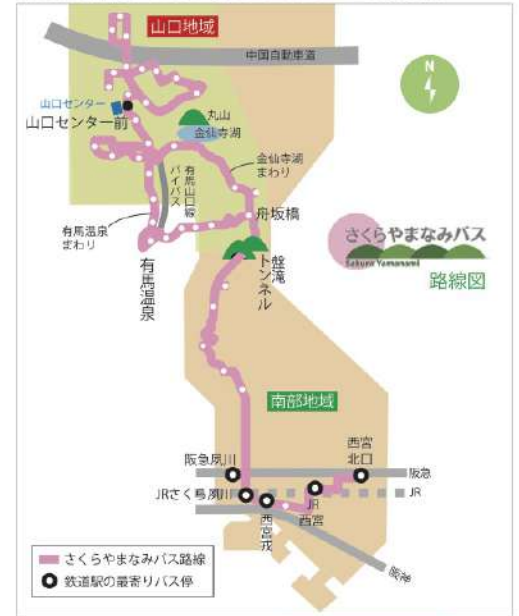 山口地域
中国自動車道
N
山口センター
山口センター前
丸山
金仙寺湖
金仙寺湖
まわり
有馬山口線
バイパス
舟坂橋
有馬温泉
まわり
有馬温泉
盤滝
トンネル
さくらやまなみバス
Sakura Yamanami
路線図
南部地域
西宮
北口
阪急夙川
阪急
JRさくら夙川
JR
JR
西宮
西宮戎
阪神
さくらやまなみバス路線
鉄道駅の最寄りバス停